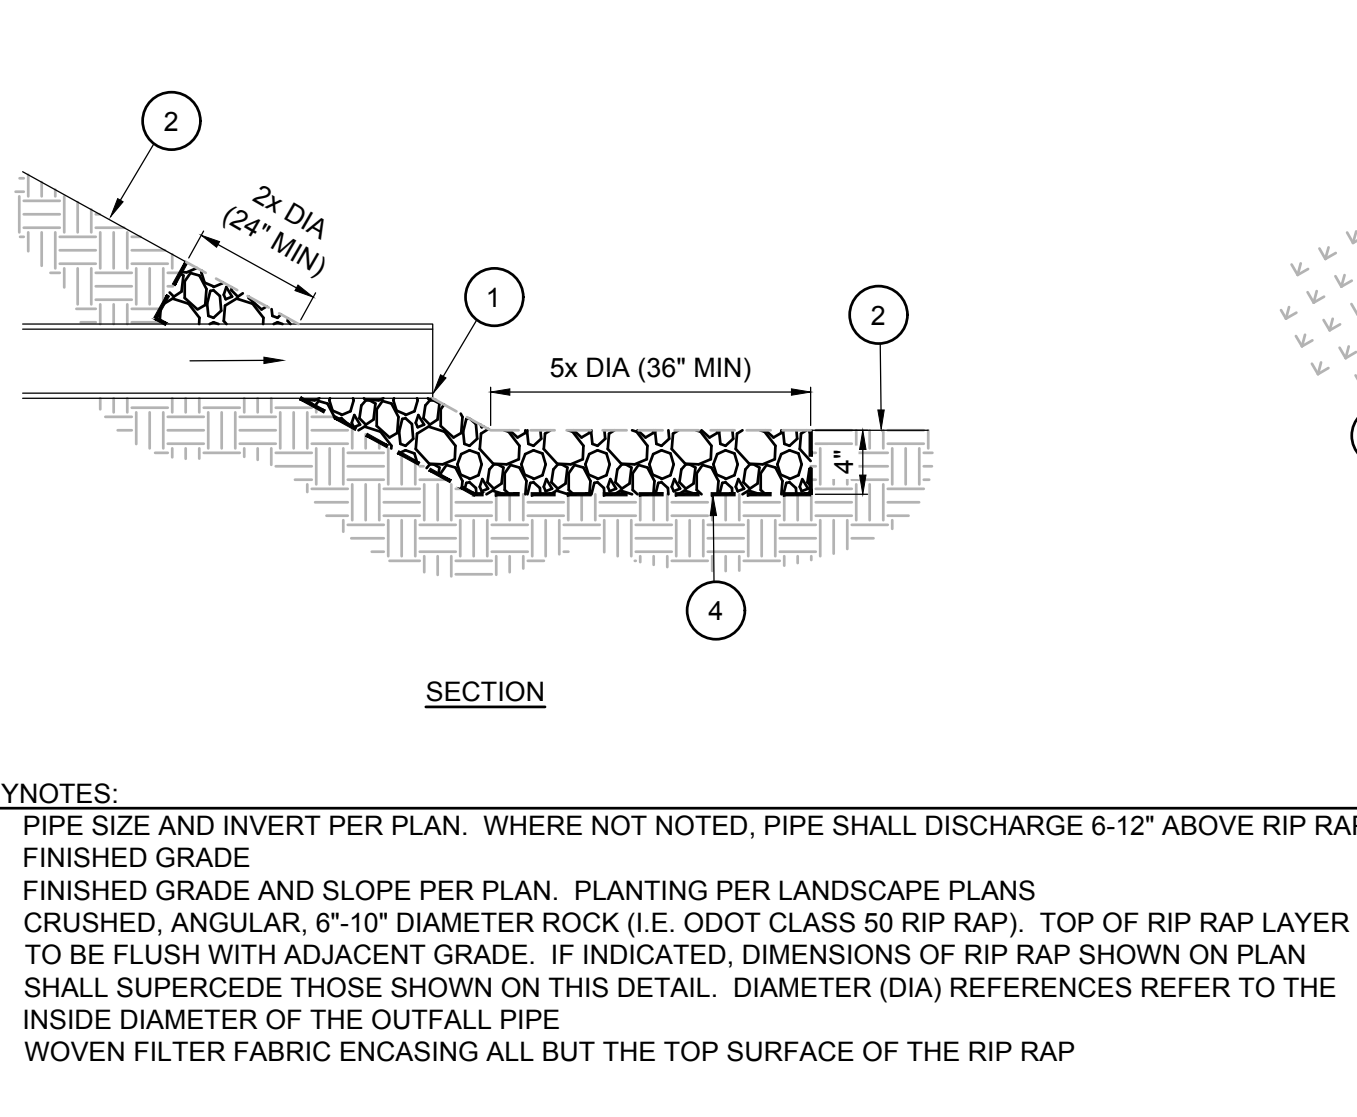 2
2x DIA
(24" MIN)
1
2
5x DIA (36" MIN)
4"
4
SECTION
YNOTES:
PIPE SIZE AND INVERT PER PLAN. WHERE NOT NOTED, PIPE SHALL DISCHARGE 6-12" ABOVE RIP RAP
FINISHED GRADE
FINISHED GRADE AND SLOPE PER PLAN. PLANTING PER LANDSCAPE PLANS
CRUSHED, ANGULAR, 6"-10" DIAMETER ROCK (I.E. ODOT CLASS 50 RIP RAP). TOP OF RIP RAP LAYER
TO BE FLUSH WITH ADJACENT GRADE. IF INDICATED, DIMENSIONS OF RIP RAP SHOWN ON PLAN
SHALL SUPERCEDE THOSE SHOWN ON THIS DETAIL. DIAMETER (DIA) REFERENCES REFER TO THE
INSIDE DIAMETER OF THE OUTFALL PIPE
WOVEN FILTER FABRIC ENCASING ALL BUT THE TOP SURFACE OF THE RIP RAP